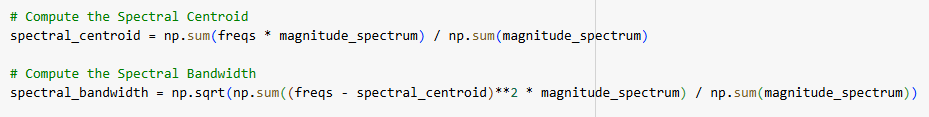 # Compute the Spectral Centroid
spectral_centroid = np.sum(freqs * magnitude_spectrum) / np.sum(magnitude_spectrum)
# Compute the Spectral Bandwidth
spectral_bandwidth = np.sqrt(np.sum((freqs - spectral_centroid)**2 * magnitude_spectrum) / np.sum(magnitude_spectrum))